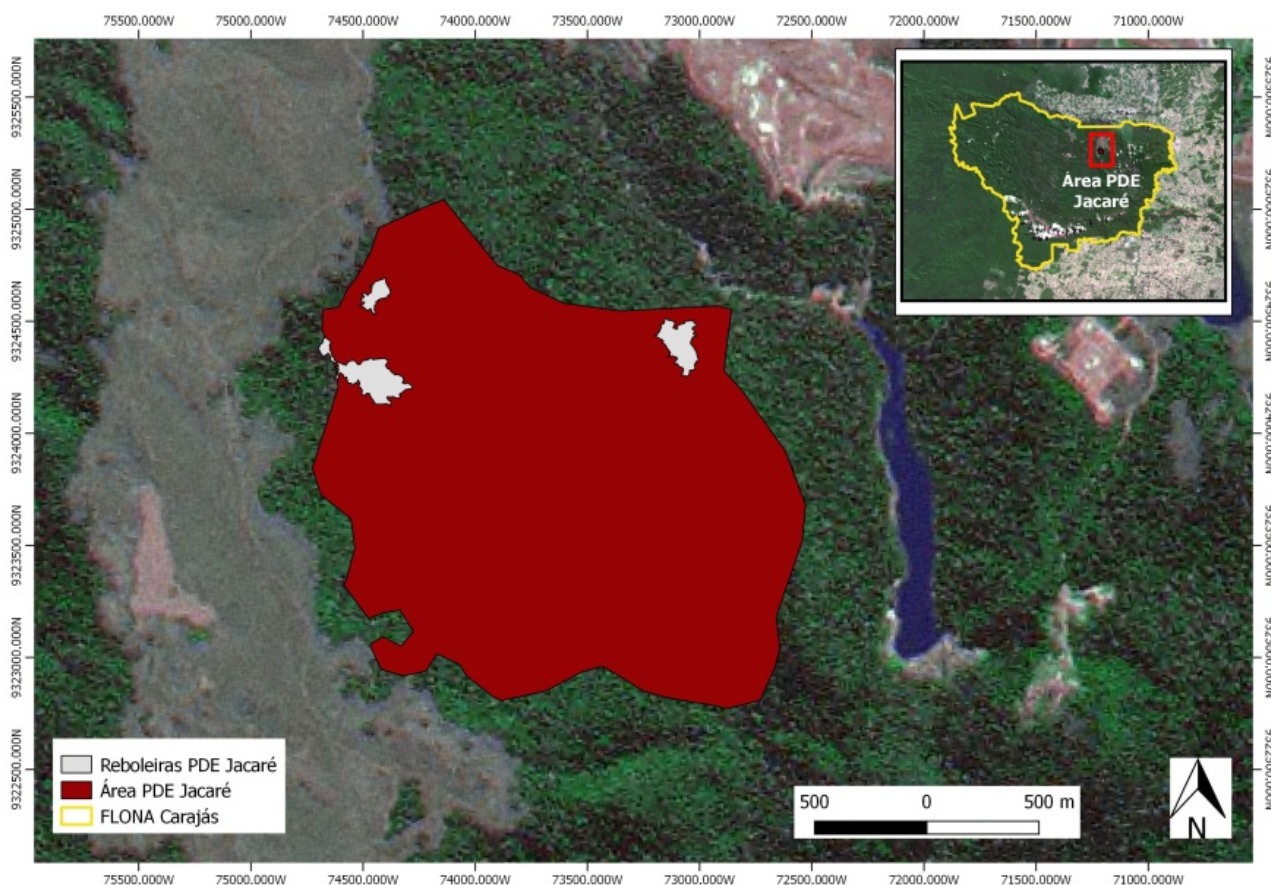 75500.000W 75000.000W 74500.000W 74000.000W 73500.000W 73000.000W 72500.000W 72000.000W 71500.000W 71000.000W
9325500.000N
9325000.000N
9324500.000N
9324000.000N
9323500.000N
9323000.000N
9322500.000N
Área PDE
Jacaré
Reboleiras PDE Jacaré
Área PDE Jacaré
FLONA Carajás
500 0 500 m
N
75500.000W 75000.000W 74500.000W 74000.000W 73500.000W 73000.000W 72500.000W 72000.000W 71500.000W 71000.000W